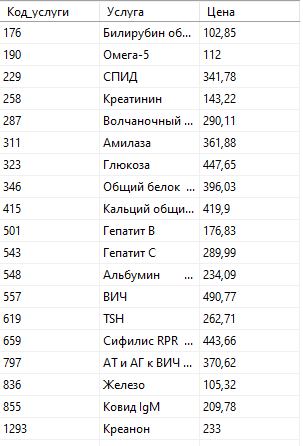 Код_услуги Услуга Цена
176 Билирубин об... 102,85
190 Омега-5 112
229 СПИД 341,78
258 Креатинин 143,22
287 Волчаночный ... 290,11
311 Амилаза 361,88
323 Глюкоза 447,65
346 Общий белок ... 396,03
415 Кальций общи... 419,9
501 Гепатит В 176,83
543 Гепатит С 289,99
548 Альбумин ... 234,09
557 ВИЧ 490,77
619 TSH 262,71
659 Сифилис RPR ... 443,66
797 АТ и АГ к ВИЧ ... 370,62
836 Железо 105,32
855 Ковид IgM 209,78
1293 Креанон 233